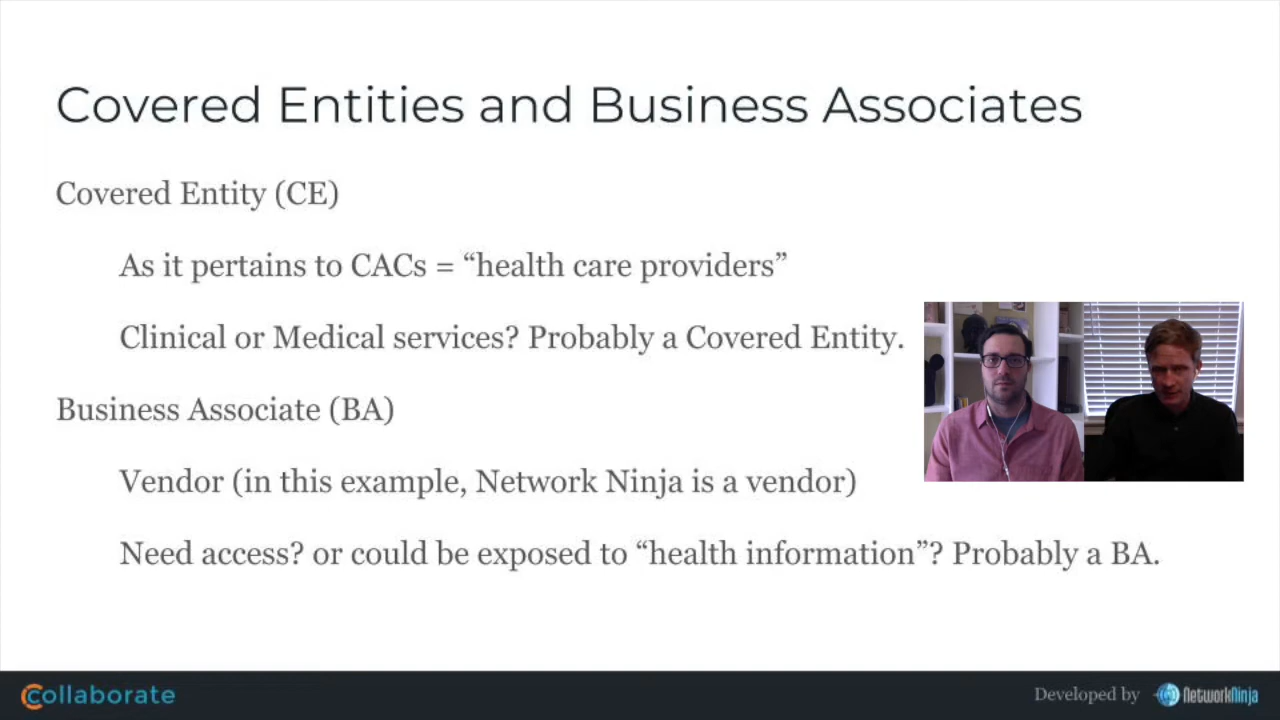 Covered Entities and Business Associates
Covered Entity (CE)
As it pertains to CACs = “health care providers”
Clinical or Medical services? Probably a Covered Entity.
Business Associate (BA)
Vendor (in this example, Network Ninja is a vendor)
Need access? or could be exposed to “health information”? Probably a BA.
collaborate
Developed by NetworkNinja